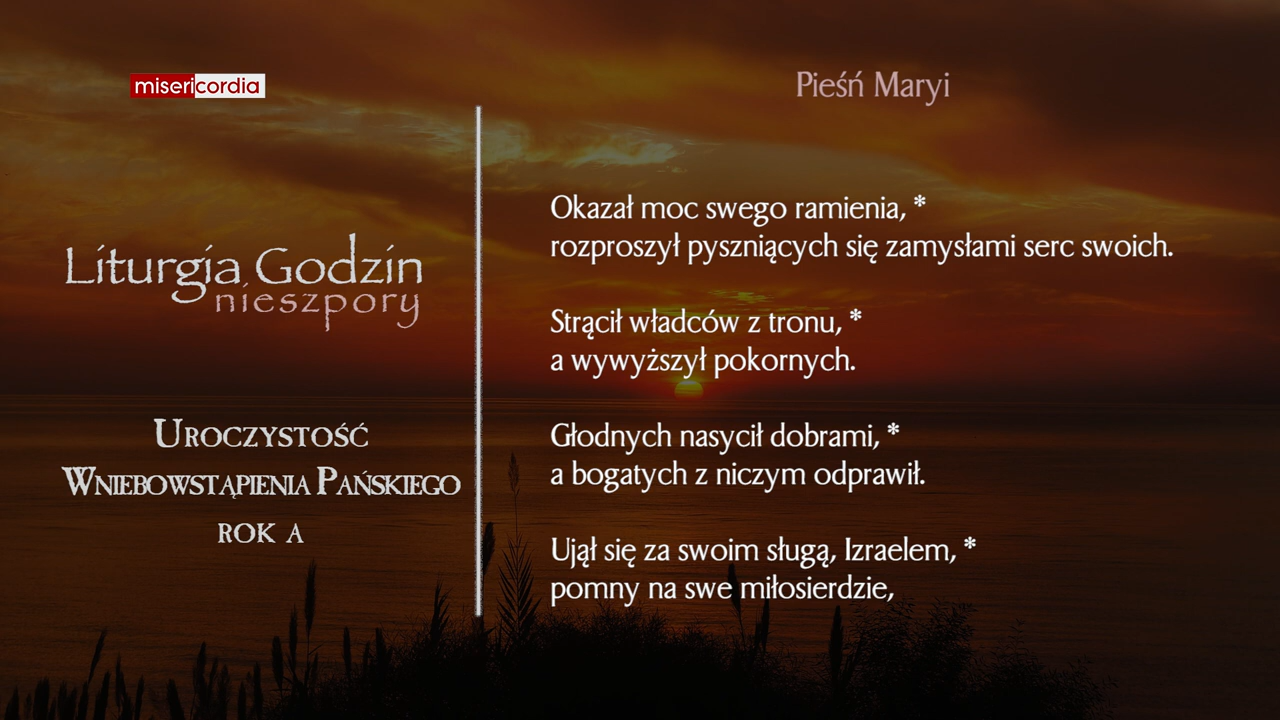 misericordia
Pieśń Maryi
Liturgia Godzin
nieszpory
Uroczystość
Wniebowstąpienia Pańskiego
rok a
Okazał moc swego ramienia, *
rozproszył pyszniących się zamysłami serc swoich.
Strącił władców z tronu, *
a wywyższył pokornych.
Głodnych nasycił dobrami, *
a bogatych z niczym odprawił.
Ujął się za swoim sługą, Izraelem, *
pomny na swe miłosierdzie,